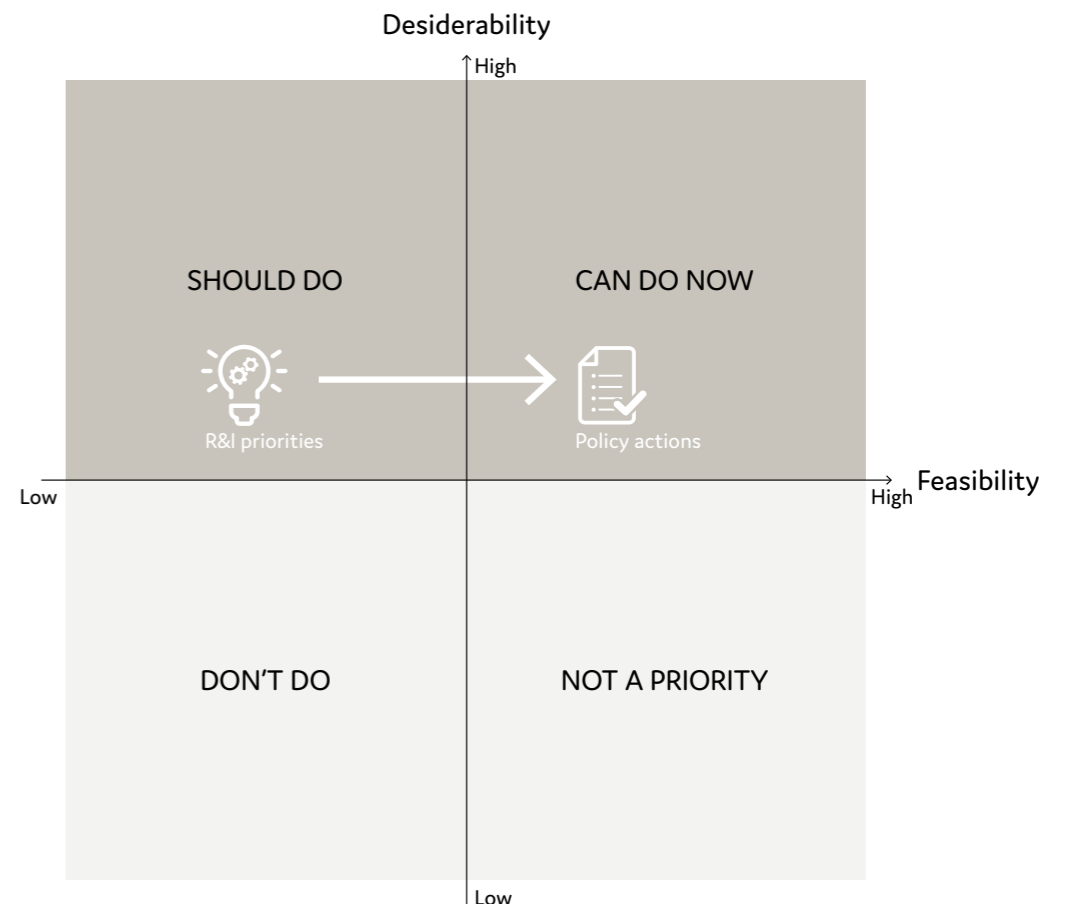 Desiderability
High
SHOULD DO
CAN DO NOW
R&I priorities
Policy actions
Low
High
Feasibility
DON'T DO
NOT A PRIORITY
Low